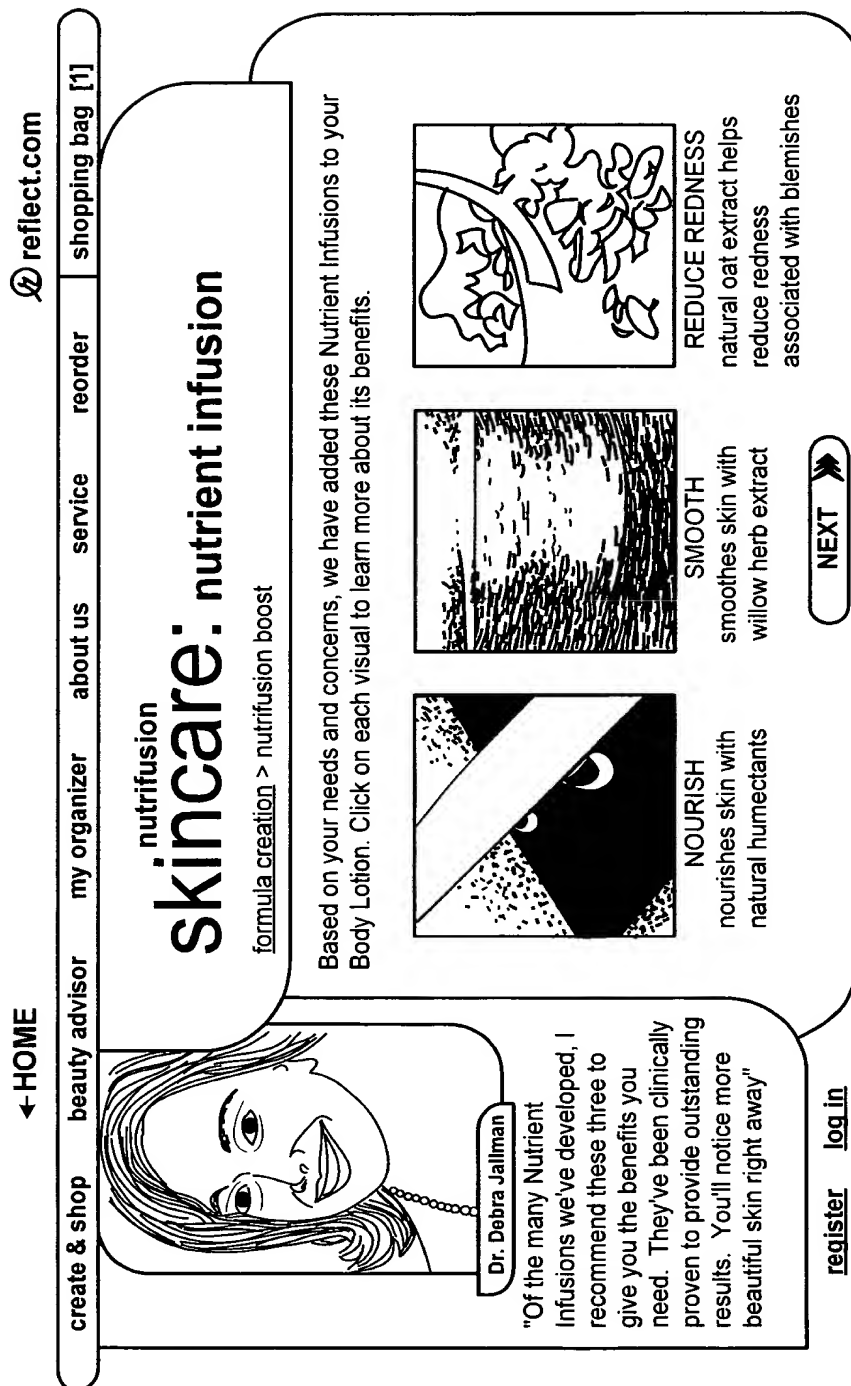 ←HOME
reflect.com
create & shop beauty advisor my organizer about us service reorder shopping bag [1]
nutrifusion
skincare: nutrient infusion
formula creation > nutrifusion boost
Dr. Debra Jallman
"Of the many Nutrient
Infusions we've developed, I
recommend these three to
give you the benefits you
need. They've been clinically
proven to provide outstanding
results. You'll notice more
beautiful skin right away"
Based on your needs and concerns, we have added these Nutrient Infusions to your
Body Lotion. Click on each visual to learn more about its benefits.
NOURISH
nourishes skin with
natural humectants
SMOOTH
smoothes skin with
willow herb extract
REDUCE REDNESS
natural oat extract helps
reduce redness
associated with blemishes
NEXT
register log in